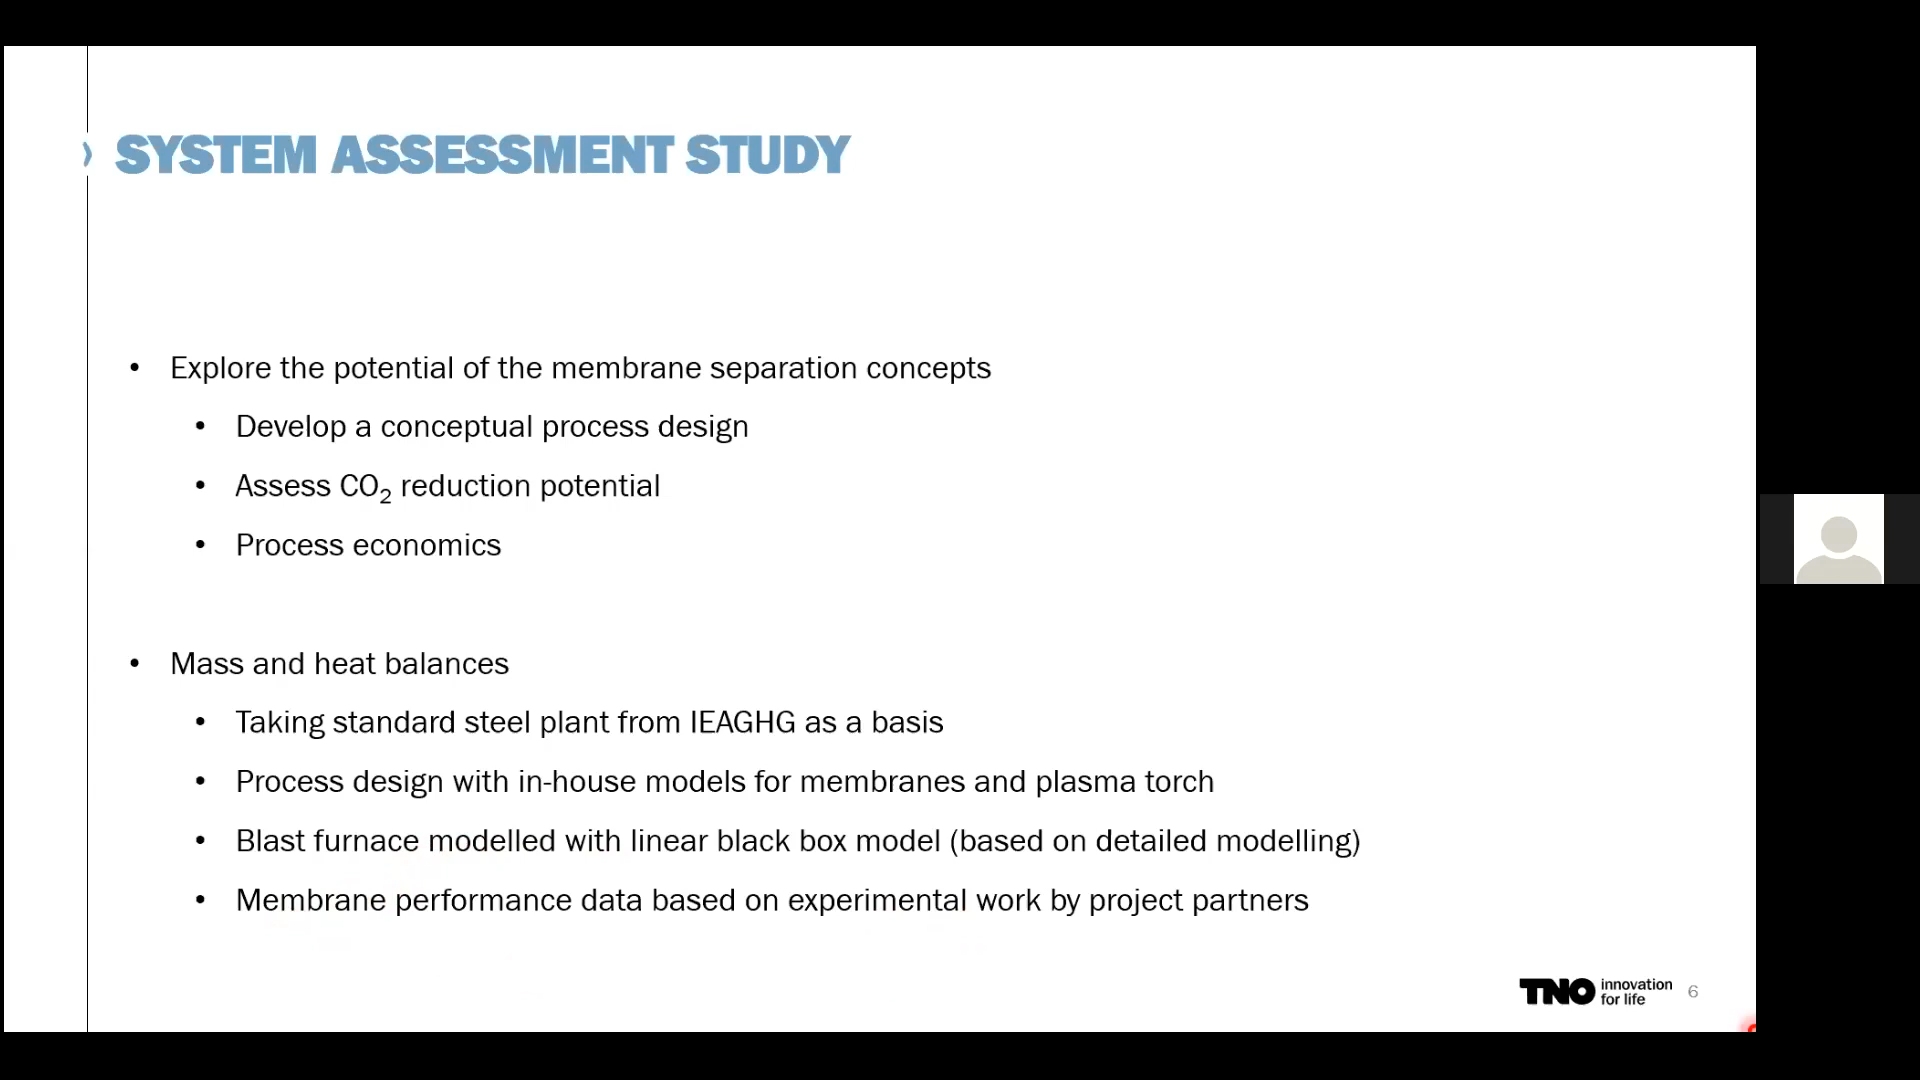 SYSTEM ASSESSMENT STUDY
• Explore the potential of the membrane separation concepts
• Develop a conceptual process design
• Assess CO₂ reduction potential
• Process economics
• Mass and heat balances
• Taking standard steel plant from IEAGHG as a basis
• Process design with in-house models for membranes and plasma torch
• Blast furnace modelled with linear black box model (based on detailed modelling)
• Membrane performance data based on experimental work by project partners
TNO innovation
for life
6